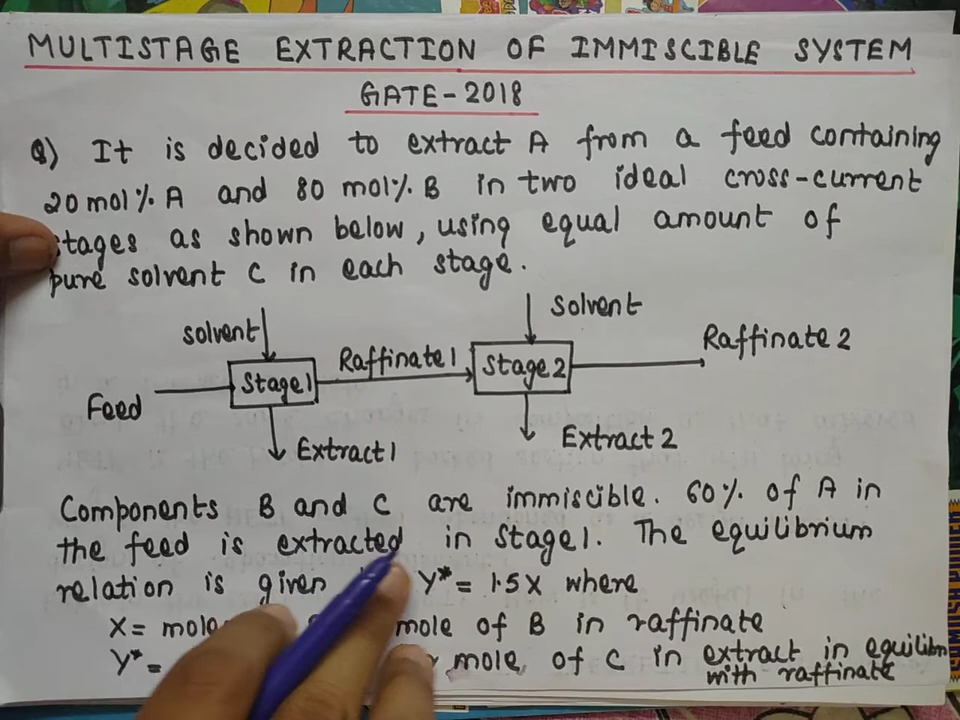 MULTISTAGE EXTRACTION OF IMMISCIBLE SYSTEM
GATE-2018
Q) It is decided to extract A from a feed containing
20 mol% A and 80 mol% B in two ideal cross-current
stages as shown below, using equal amount of
pure solvent C in each stage.
solvent
Solvent
Raffinate 1
Raffinate 2
Stage 1
Stage 2
Feed
Extract 1
Extract 2
Components B and C are immiscible. 60% of A in
the feed is extracted in stage 1. The equilibrium
relation is given Y* = 1.5X where
X = mole of B in raffinate
Y* = mole of C in extract in
with raffinate